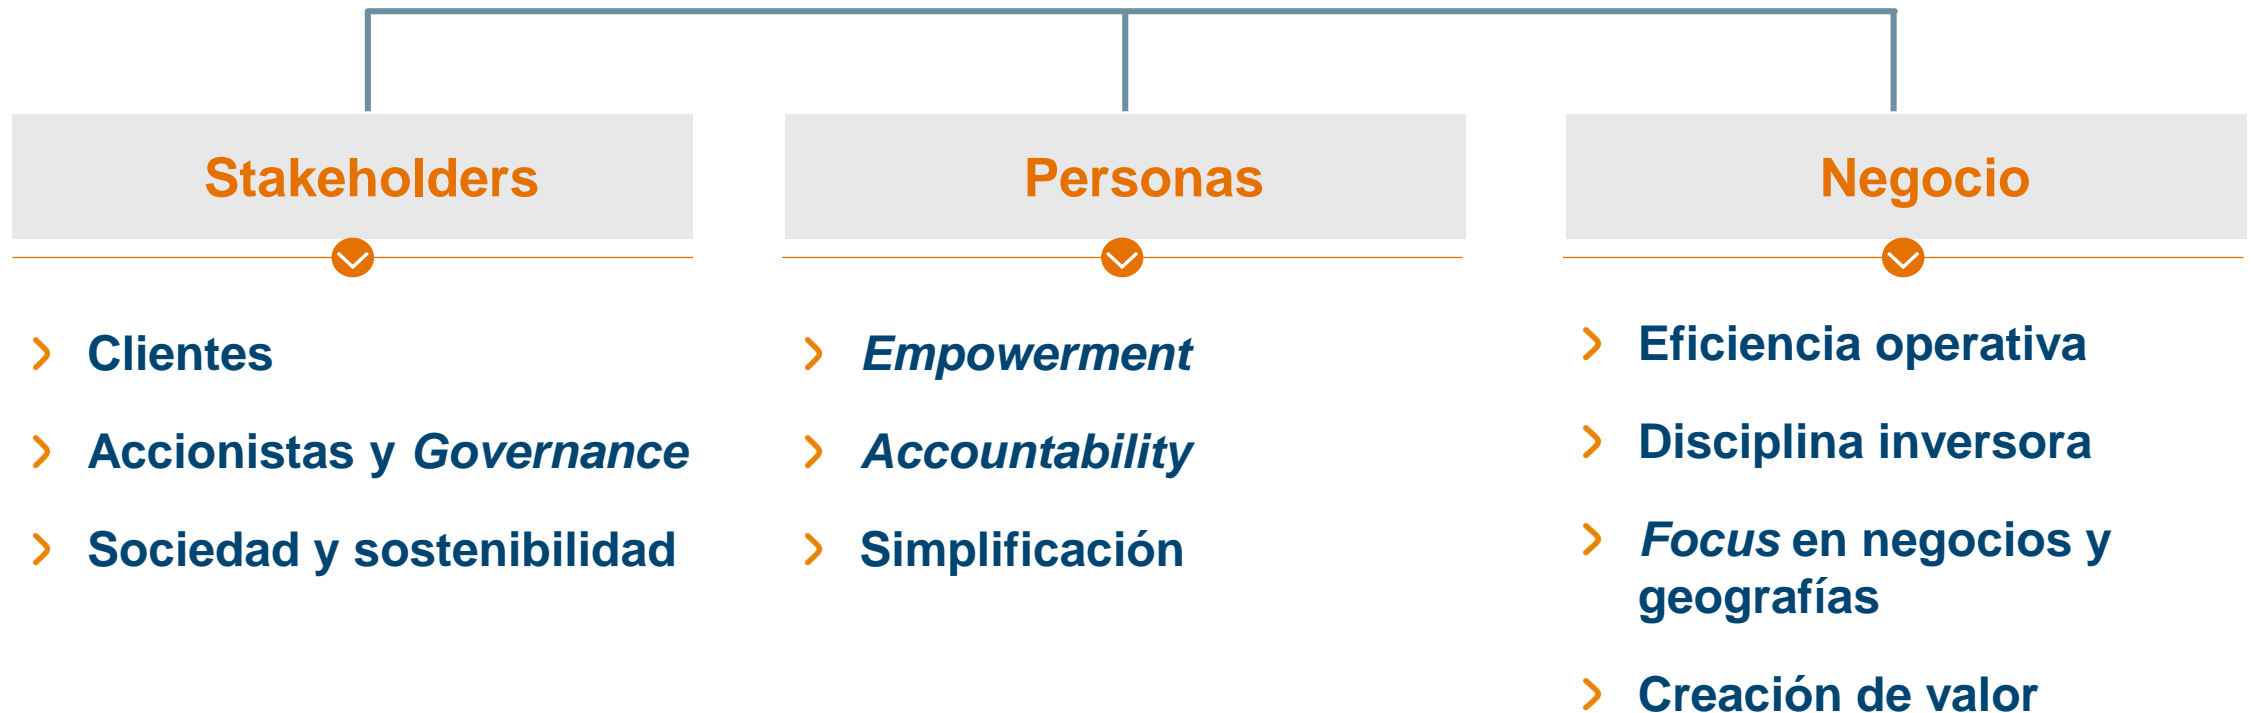 Stakeholders
Clientes
Accionistas y Governance
Sociedad y sostenibilidad
Personas
Empowerment
Accountability
Simplificación
Negocio
Eficiencia operativa
Disciplina inversora
Focus en negocios y
geografías
Creación de valor